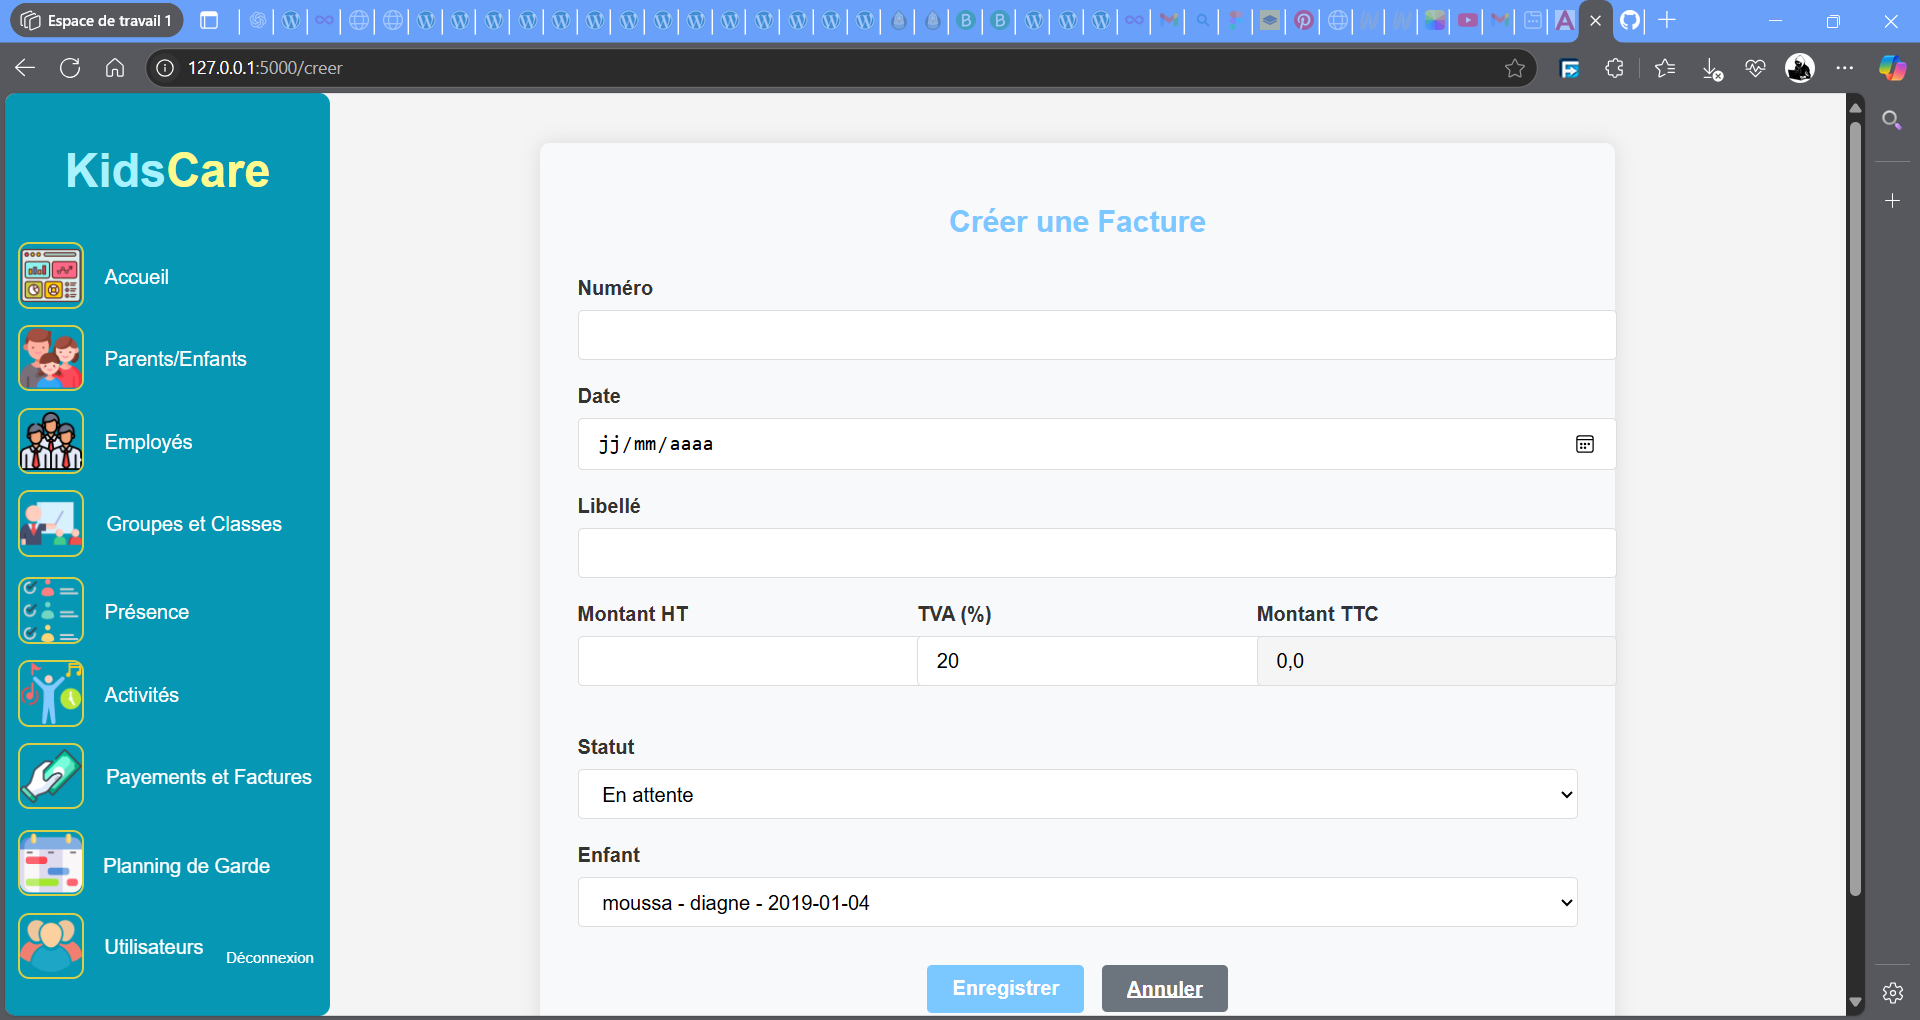 Espace de travail 1
127.0.0.1:5000/creer
KidsCare
Accueil
Parents/Enfants
Employés
Groupes et Classes
Présence
Activités
Payements et Factures
Planning de Garde
Utilisateurs
Déconnexion
Créer une Facture
Numéro
Date
jj/mm/aaaa
Libellé
Montant HT TVA (%) Montant TTC
20 0,0
Statut
En attente
Enfant
moussa - diagne - 2019-01-04
Enregistrer Annuler